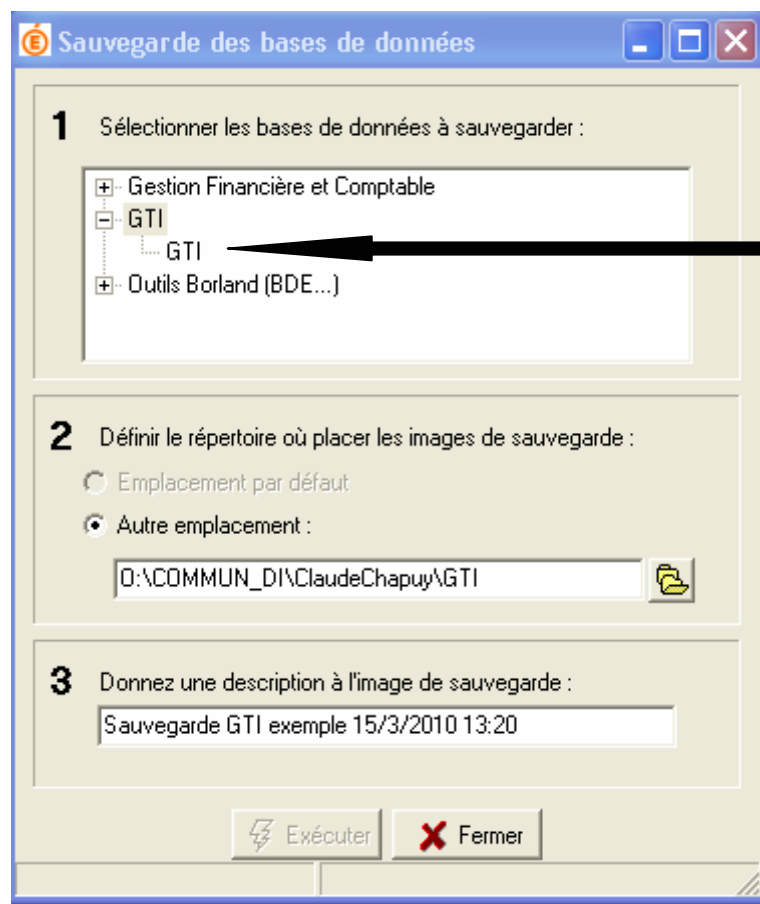 Sauvegarde des bases de données
1 Sélectionner les bases de données à sauvegarder :
Gestion Financière et Comptable
GTI
GTI
Outils Borland (BDE...)
2 Définir le répertoire où placer les images de sauvegarde :
Emplacement par défaut
Autre emplacement :
O:\COMMUN_DI\ClaudeChapuy\GTI
3 Donnez une description à l'image de sauvegarde :
Sauvegarde GTI exemple 15/3/2010 13:20
Exécuter Fermer